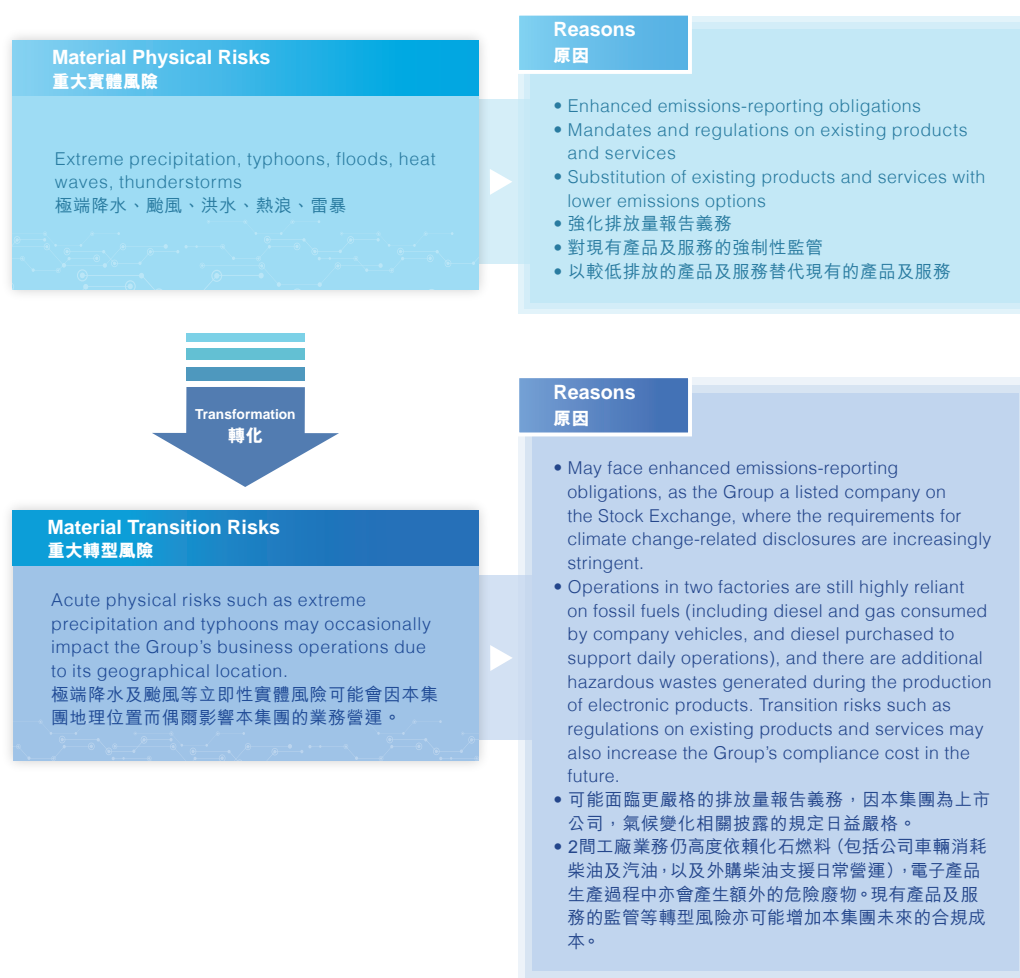 Material Physical Risks
重大實體風險
Extreme precipitation, typhoons, floods, heat
waves, thunderstorms
極端降水、颱風、洪水、熱浪、雷暴
Reasons
原因
• Enhanced emissions-reporting obligations
• Mandates and regulations on existing products
and services
• Substitution of existing products and services with
lower emissions options
• 強化排放量報告義務
• 對現有產品及服務的強制性監管
• 以較低排放的產品及服務替代現有的產品及服務
Transformation
轉化
Material Transition Risks
重大轉型風險
Acute physical risks such as extreme
precipitation and typhoons may occasionally
impact the Group's business operations due
to its geographical location.
極端降水及颱風等立即性實體風險可能會因本集
團地理位置而偶爾影響本集團的業務營運。
Reasons
原因
• May face enhanced emissions-reporting
obligations, as the Group a listed company on
the Stock Exchange, where the requirements for
climate change-related disclosures are increasingly
stringent.
• Operations in two factories are still highly reliant
on fossil fuels (including diesel and gas consumed
by company vehicles, and diesel purchased to
support daily operations), and there are additional
hazardous wastes generated during the production
of electronic products. Transition risks such as
regulations on existing products and services may
also increase the Group's compliance cost in the
future.
• 可能面臨更嚴格的排放量報告義務，因本集團為上市
公司，氣候變化相關披露的規定日益嚴格。
• 2間工廠業務仍高度依賴化石燃料（包括公司車輛消耗
柴油及汽油，以及外購柴油支援日常營運），電子產品
生產過程中亦會產生額外的危險廢物。現有產品及服
務的監管等轉型風險亦可能增加本集團未來的合規成
本。